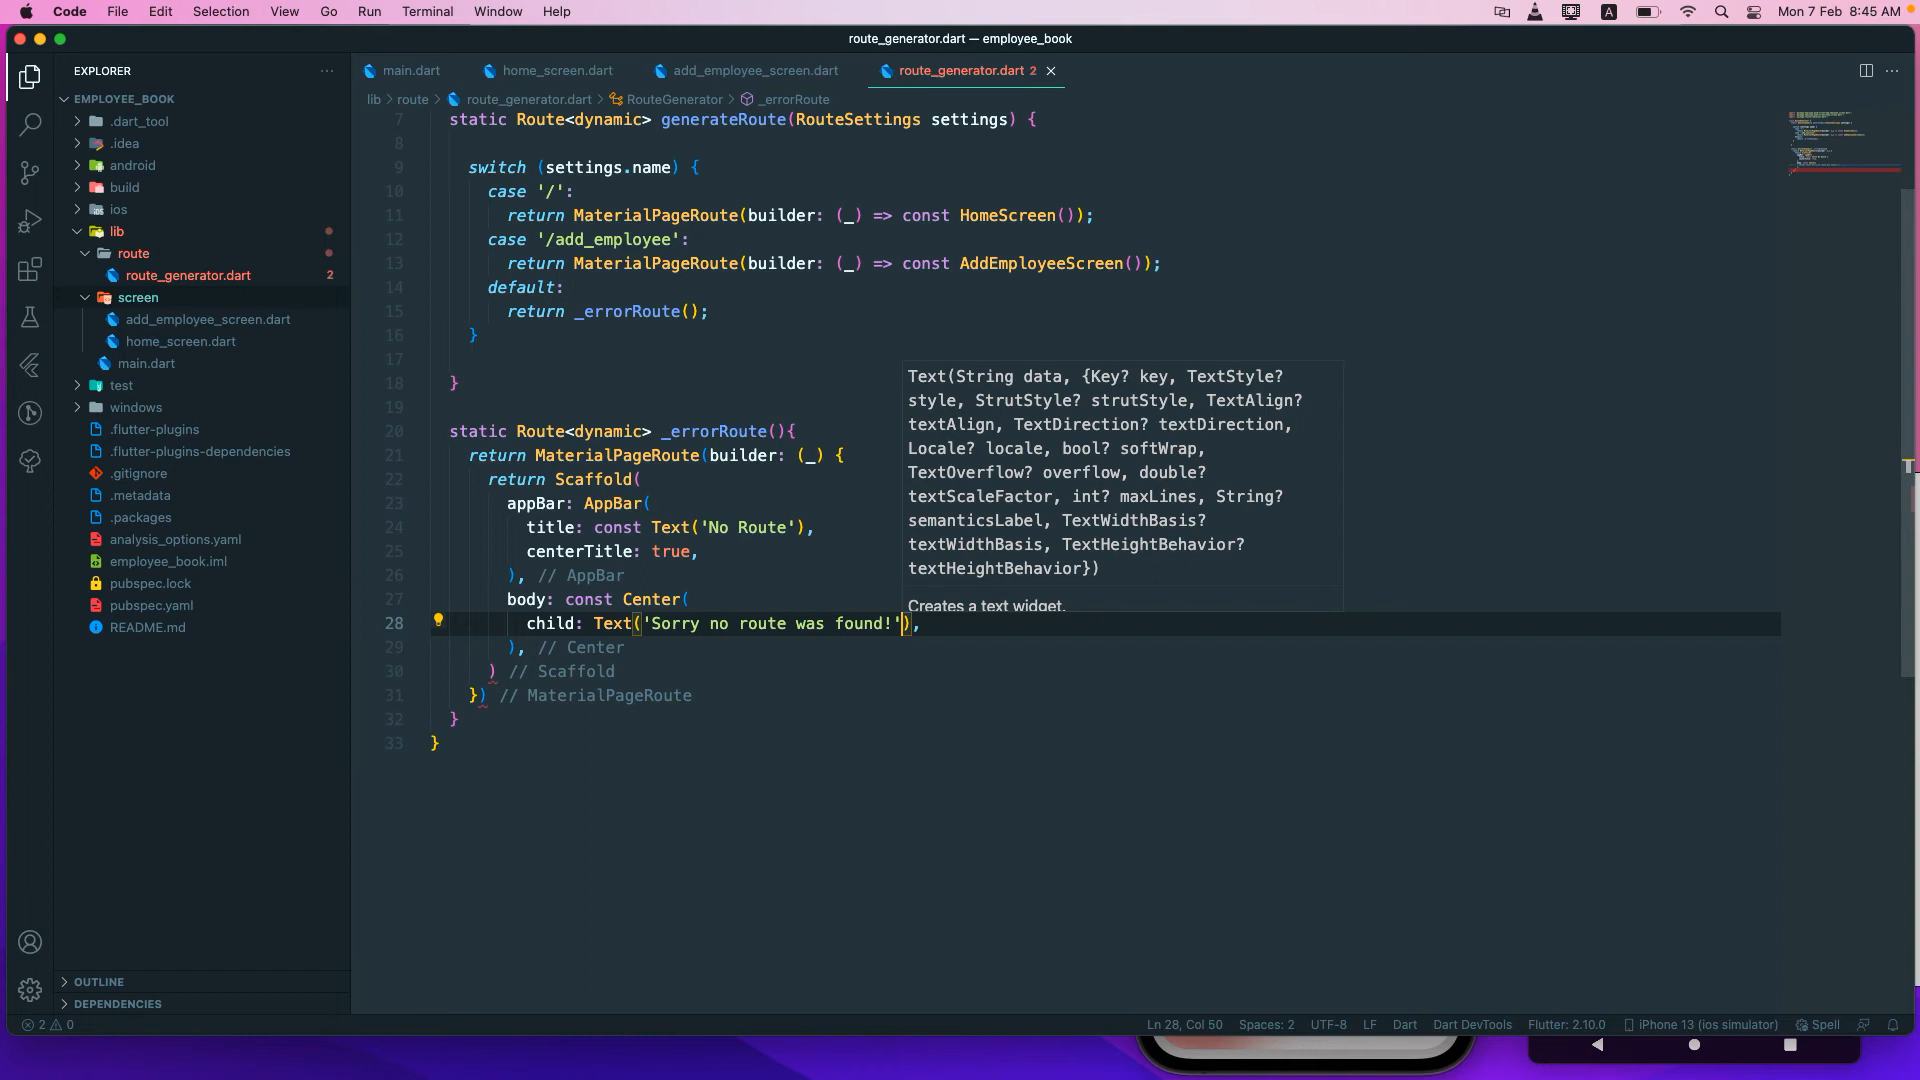 Code File Edit Selection View Go Run Terminal Window Help A Mon 7 Feb 8:45 AM
route_generator.dart — employee_book
EXPLORER
main.dart home_screen.dart add_employee_screen.dart route_generator.dart 2
lib > route > route_generator.dart > RouteGenerator > _errorRoute
EMPLOYEE_BOOK
.dart_tool
.idea
android
build
ios
lib
route
route_generator.dart 2
screen
add_employee_screen.dart
home_screen.dart
main.dart
test
windows
.flutter-plugins
.flutter-plugins-dependencies
.gitignore
.metadata
.packages
analysis_options.yaml
employee_book.iml
pubspec.lock
pubspec.yaml
README.md
OUTLINE
DEPENDENCIES
7 static Route<dynamic> generateRoute(RouteSettings settings) {
8
9 switch (settings.name) {
10 case '/':
11 return MaterialPageRoute(builder: (_) => const HomeScreen());
12 case '/add_employee':
13 return MaterialPageRoute(builder: (_) => const AddEmployeeScreen());
14 default:
15 return _errorRoute();
16 }
17
18 }
19
20 static Route<dynamic> _errorRoute(){
21 return MaterialPageRoute(builder: (_) {
22 return Scaffold(
23 appBar: AppBar(
24 title: const Text('No Route'),
25 centerTitle: true,
26 ), // AppBar
27 body: const Center(
28 child: Text('Sorry no route was found!'),
29 ), // Center
30 ) // Scaffold
31 }) // MaterialPageRoute
32 }
33 }
Text(String data, {Key? key, TextStyle?
style, StrutStyle? strutStyle, TextAlign?
textAlign, TextDirection? textDirection,
Locale? locale, bool? softWrap,
TextOverflow? overflow, double?
textScaleFactor, int? maxLines, String?
semanticsLabel, TextWidthBasis?
textWidthBasis, TextHeightBehavior?
textHeightBehavior})
Creates a text widget.
2 0 Ln 28, Col 50 Spaces: 2 UTF-8 LF Dart Dart DevTools Flutter: 2.10.0 iPhone 13 (ios simulator) Spell